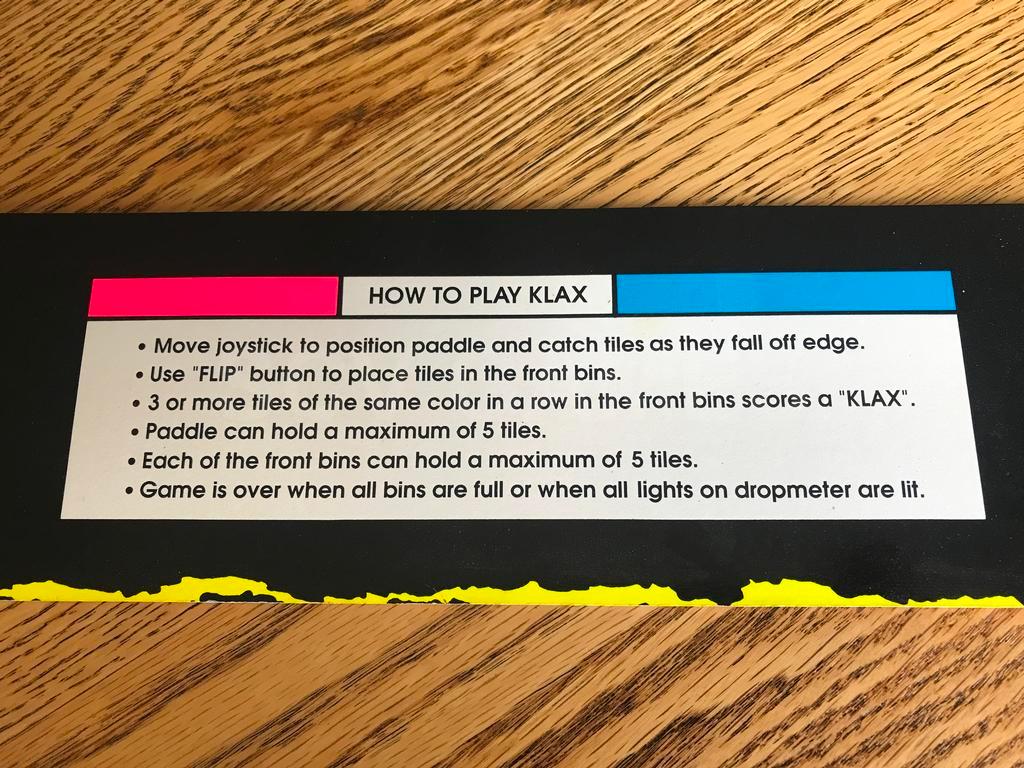 HOW TO PLAY KLAX
• Move joystick to position paddle and catch tiles as they fall off edge.
• Use "FLIP" button to place tiles in the front bins.
• 3 or more tiles of the same color in a row in the front bins scores a "KLAX".
• Paddle can hold a maximum of 5 tiles.
• Each of the front bins can hold a maximum of 5 tiles.
• Game is over when all bins are full or when all lights on dropmeter are lit.